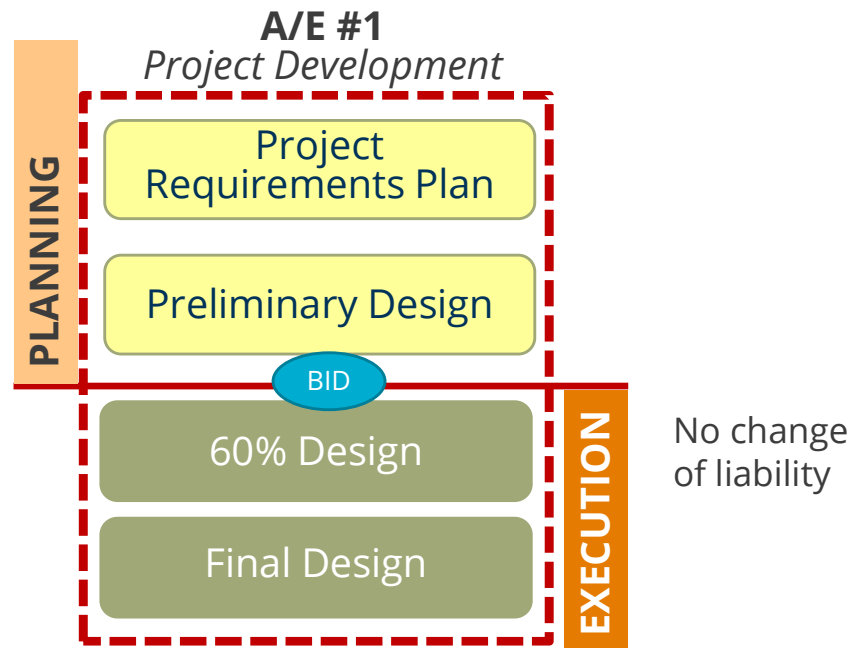 A/E #1
Project Development
PLANNING
Project
Requirements Plan
Preliminary Design
BID
60% Design
Final Design
EXECUTION
No change
of liability